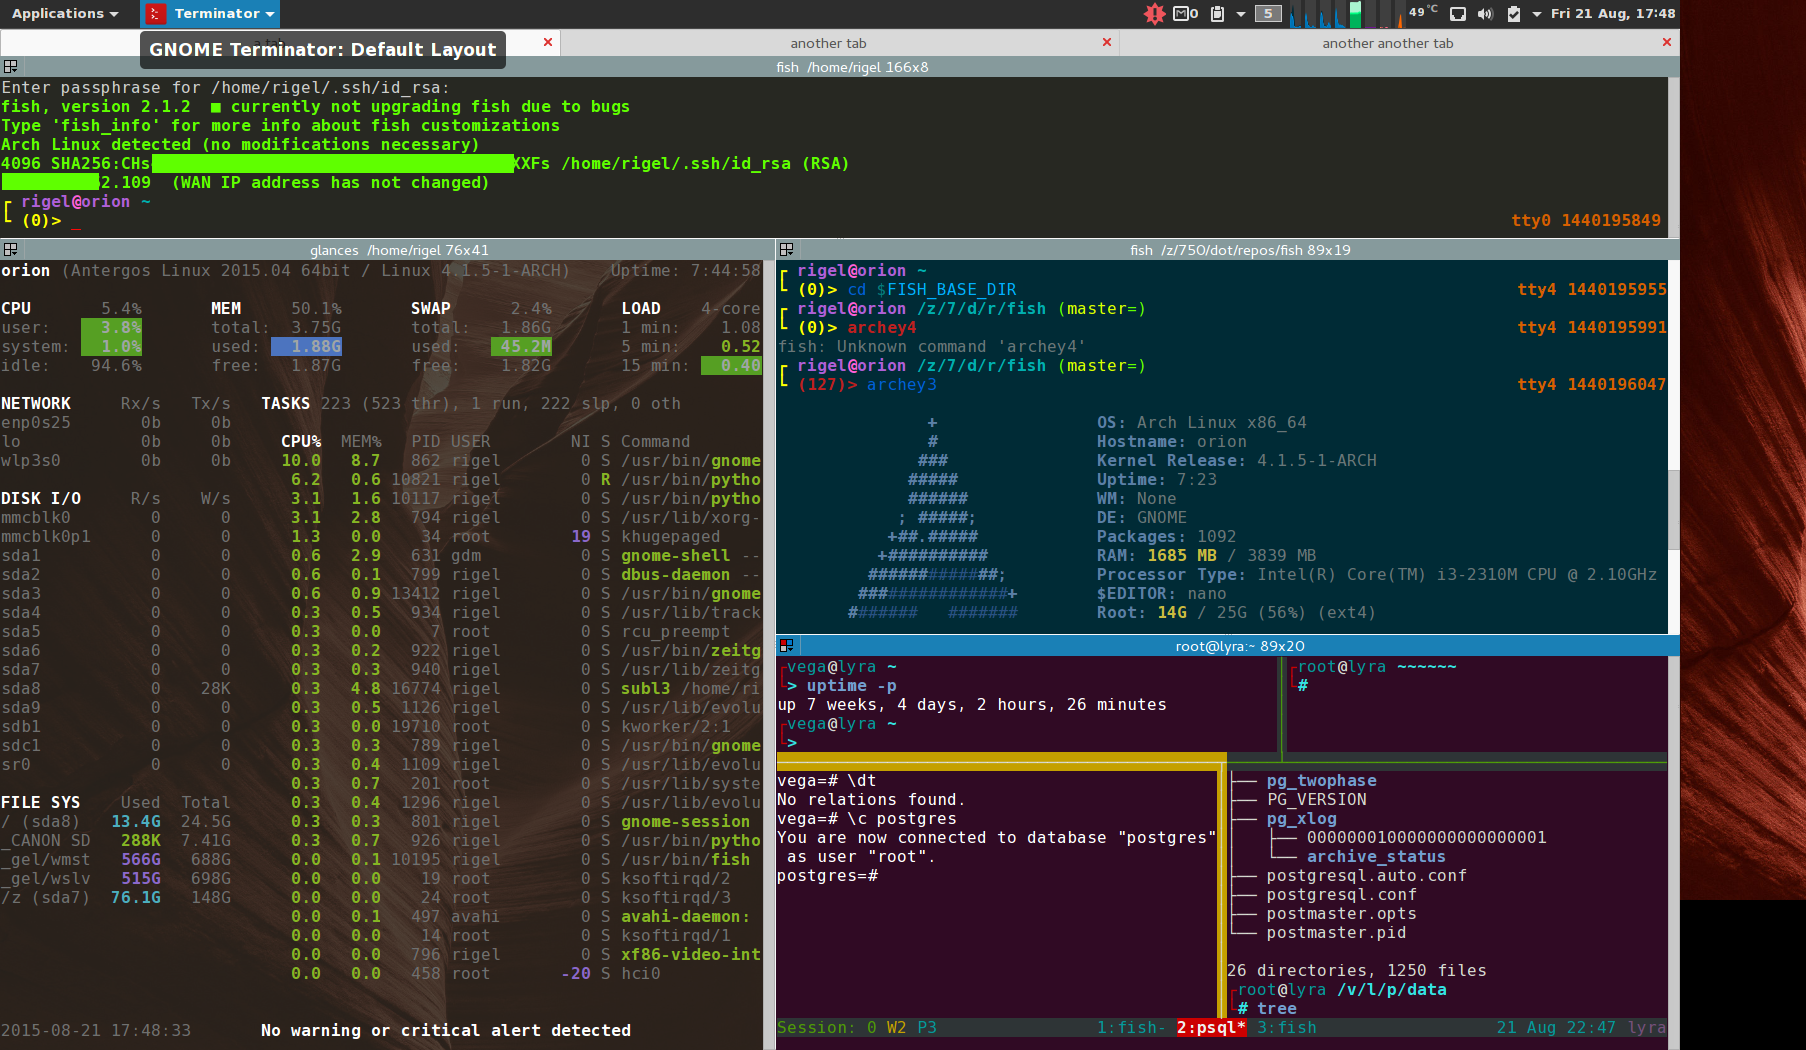 Applications Terminator 0 5 49 °C Fri 21 Aug, 17:48
GNOME Terminator: Default Layout another tab another another tab
fish /home/rigel 166x8
Enter passphrase for /home/rigel/.ssh/id_rsa:
fish, version 2.1.2 ■ currently not upgrading fish due to bugs
Type 'fish_info' for more info about fish customizations
Arch Linux detected (no modifications necessary)
4096 SHA256:CHs XXFs /home/rigel/.ssh/id_rsa (RSA)
2.109 (WAN IP address has not changed)
rigel@orion ~
(0)> _ tty0 1440195849
glances /home/rigel 76x41
orion (Antergos Linux 2015.04 64bit / Linux 4.1.5-1-ARCH) Uptime: 7:44:58
CPU 5.4% MEM 50.1% SWAP 2.4% LOAD 4-core
user: 3.8% total: 3.75G total: 1.86G 1 min: 1.08
system: 1.0% used: 1.88G used: 45.2M 5 min: 0.52
idle: 94.6% free: 1.87G free: 1.82G 15 min: 0.40
NETWORK Rx/s Tx/s TASKS 223 (523 thr), 1 run, 222 slp, 0 oth
enp0s25 0b 0b
lo 0b 0b CPU% MEM% PID USER NI S Command
wlp3s0 0b 0b 10.0 8.7 862 rigel 0 S /usr/bin/gnome
6.2 0.6 10821 rigel 0 R /usr/bin/pytho
DISK I/O R/s W/s 3.1 1.6 10117 rigel 0 S /usr/bin/pytho
mmcblk0 0 0 3.1 2.8 794 rigel 0 S /usr/lib/xorg-
mmcblk0p1 0 0 1.3 0.0 34 root 19 S khugepaged
sda1 0 0 0.6 2.9 631 gdm 0 S gnome-shell --
sda2 0 0 0.6 0.1 799 rigel 0 S dbus-daemon --
sda3 0 0 0.6 0.9 13412 rigel 0 S /usr/bin/gnome
sda4 0 0 0.3 0.5 934 rigel 0 S /usr/lib/track
sda5 0 0 0.3 0.0 7 root 0 S rcu_preempt
sda6 0 0 0.3 0.2 922 rigel 0 S /usr/bin/zeitg
sda7 0 0 0.3 0.3 940 rigel 0 S /usr/lib/zeitg
sda8 0 28K 0.3 4.8 16774 rigel 0 S subl3 /home/ri
sda9 0 0 0.3 0.5 1126 rigel 0 S /usr/lib/evolu
sdb1 0 0 0.3 0.0 19710 root 0 S kworker/2:1
sdc1 0 0 0.3 0.3 789 rigel 0 S /usr/bin/gnome
sr0 0 0 0.3 0.4 1109 rigel 0 S /usr/lib/evolu
0.3 0.7 201 root 0 S /usr/lib/syste
FILE SYS Used Total 0.3 0.4 1296 rigel 0 S /usr/lib/evolu
/ (sda8) 13.4G 24.5G 0.3 0.3 801 rigel 0 S gnome-session
_CANON SD 288K 7.41G 0.3 0.7 926 rigel 0 S /usr/bin/pytho
_gel/wmst 566G 688G 0.0 0.1 10195 rigel 0 S /usr/bin/fish
_gel/wslv 515G 698G 0.0 0.0 19 root 0 S ksoftirqd/2
/z (sda7) 76.1G 148G 0.0 0.0 24 root 0 S ksoftirqd/3
0.0 0.1 497 avahi 0 S avahi-daemon:
0.0 0.0 14 root 0 S ksoftirqd/1
0.0 0.0 796 rigel 0 S xf86-video-int
0.0 0.0 458 root -20 S hci0
2015-08-21 17:48:33 No warning or critical alert detected
fish /z/750/dot/repos/fish 89x19
rigel@orion ~
(0)> cd $FISH_BASE_DIR tty4 1440195955
rigel@orion /z/7/d/r/fish (master=)
(0)> archey4 tty4 1440195991
fish: Unknown command 'archey4'
rigel@orion /z/7/d/r/fish (master=)
(127)> archey3 tty4 1440196047
+ OS: Arch Linux x86_64
# Hostname: orion
### Kernel Release: 4.1.5-1-ARCH
##### Uptime: 7:23
###### WM: None
; #####; DE: GNOME
+##.##### Packages: 1092
+########## RAM: 1685 MB / 3839 MB
#############; Processor Type: Intel(R) Core(TM) i3-2310M CPU @ 2.10GHz
###############+ $EDITOR: nano
####### ####### Root: 14G / 25G (56%) (ext4)
root@lyra:~ 89x20
vega@lyra ~
> uptime -p
up 7 weeks, 4 days, 2 hours, 26 minutes
vega@lyra ~
>
root@lyra ~~~~~~
#
vega=# \dt
No relations found.
vega=# \c postgres
You are now connected to database "postgres"
as user "root".
postgres=#
├── pg_twophase
├── PG_VERSION
├── pg_xlog
│   ├── 000000010000000000000001
│   └── archive_status
├── postgresql.auto.conf
├── postgresql.conf
├── postmaster.opts
└── postmaster.pid
26 directories, 1250 files
root@lyra /v/l/p/data
# tree
Session: 0 W2 P3 1:fish- 2:psql* 3:fish 21 Aug 22:47 lyra